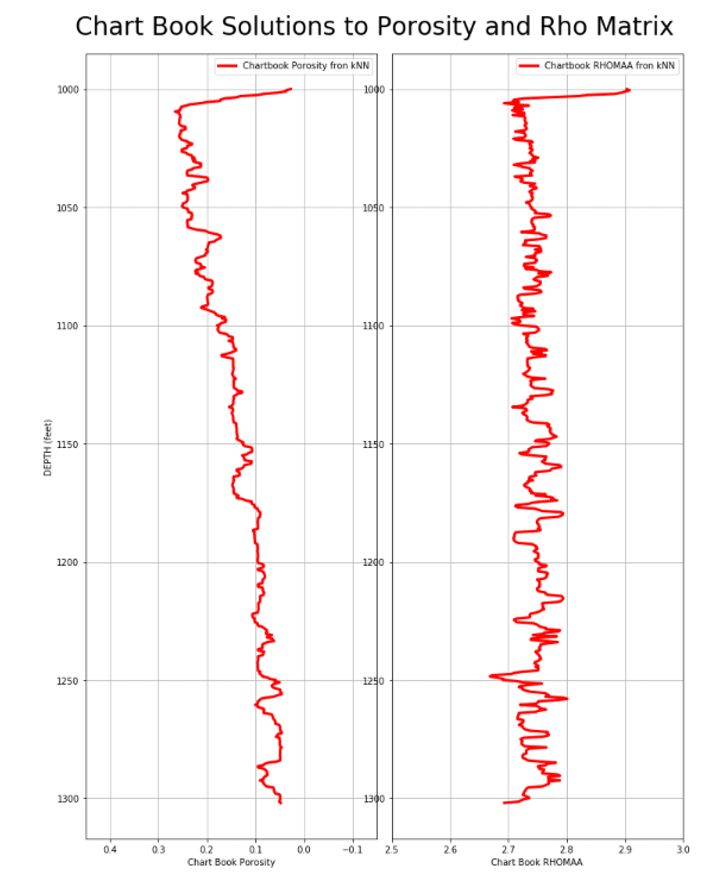 Chart Book Solutions to Porosity and Rho Matrix
Chartbook Porosity fron kNN
Chartbook RHOMAA fron kNN
1000
1000
1050
1050
1100
1100
1150
1150
1200
1200
1250
1250
1300
1300
DEPTH (feet)
0.4 0.3 0.2 0.1 0.0 −0.1
2.5 2.6 2.7 2.8 2.9 3.0
Chart Book Porosity
Chart Book RHOMAA